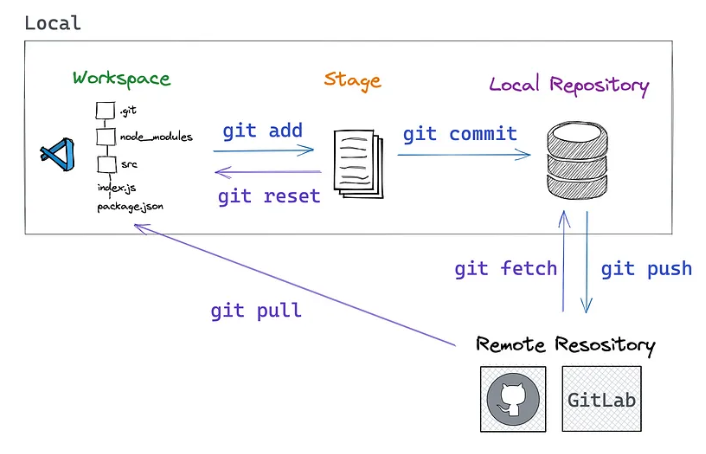 Local
Workspace
Stage
Local Repository
.git
node_modules
src
index.js
package.json
git add
git commit
git reset
git fetch
git push
git pull
Remote Resository
GitLab